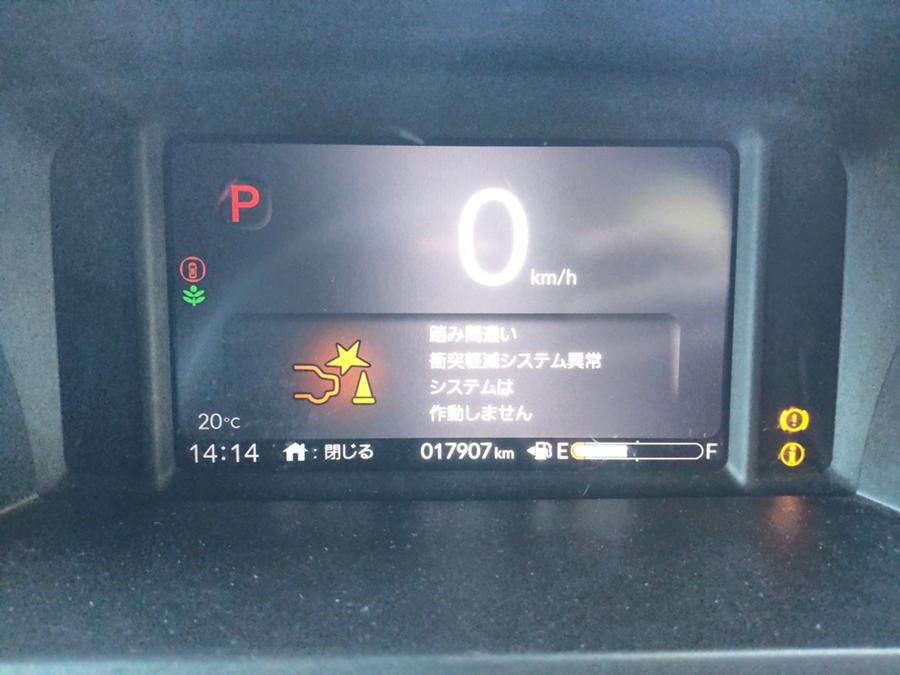 P
0 km/h
踏み間違い
衝突軽減システム異常
システムは
作動しません
20℃
14:14 : 閉じる 017907km E F